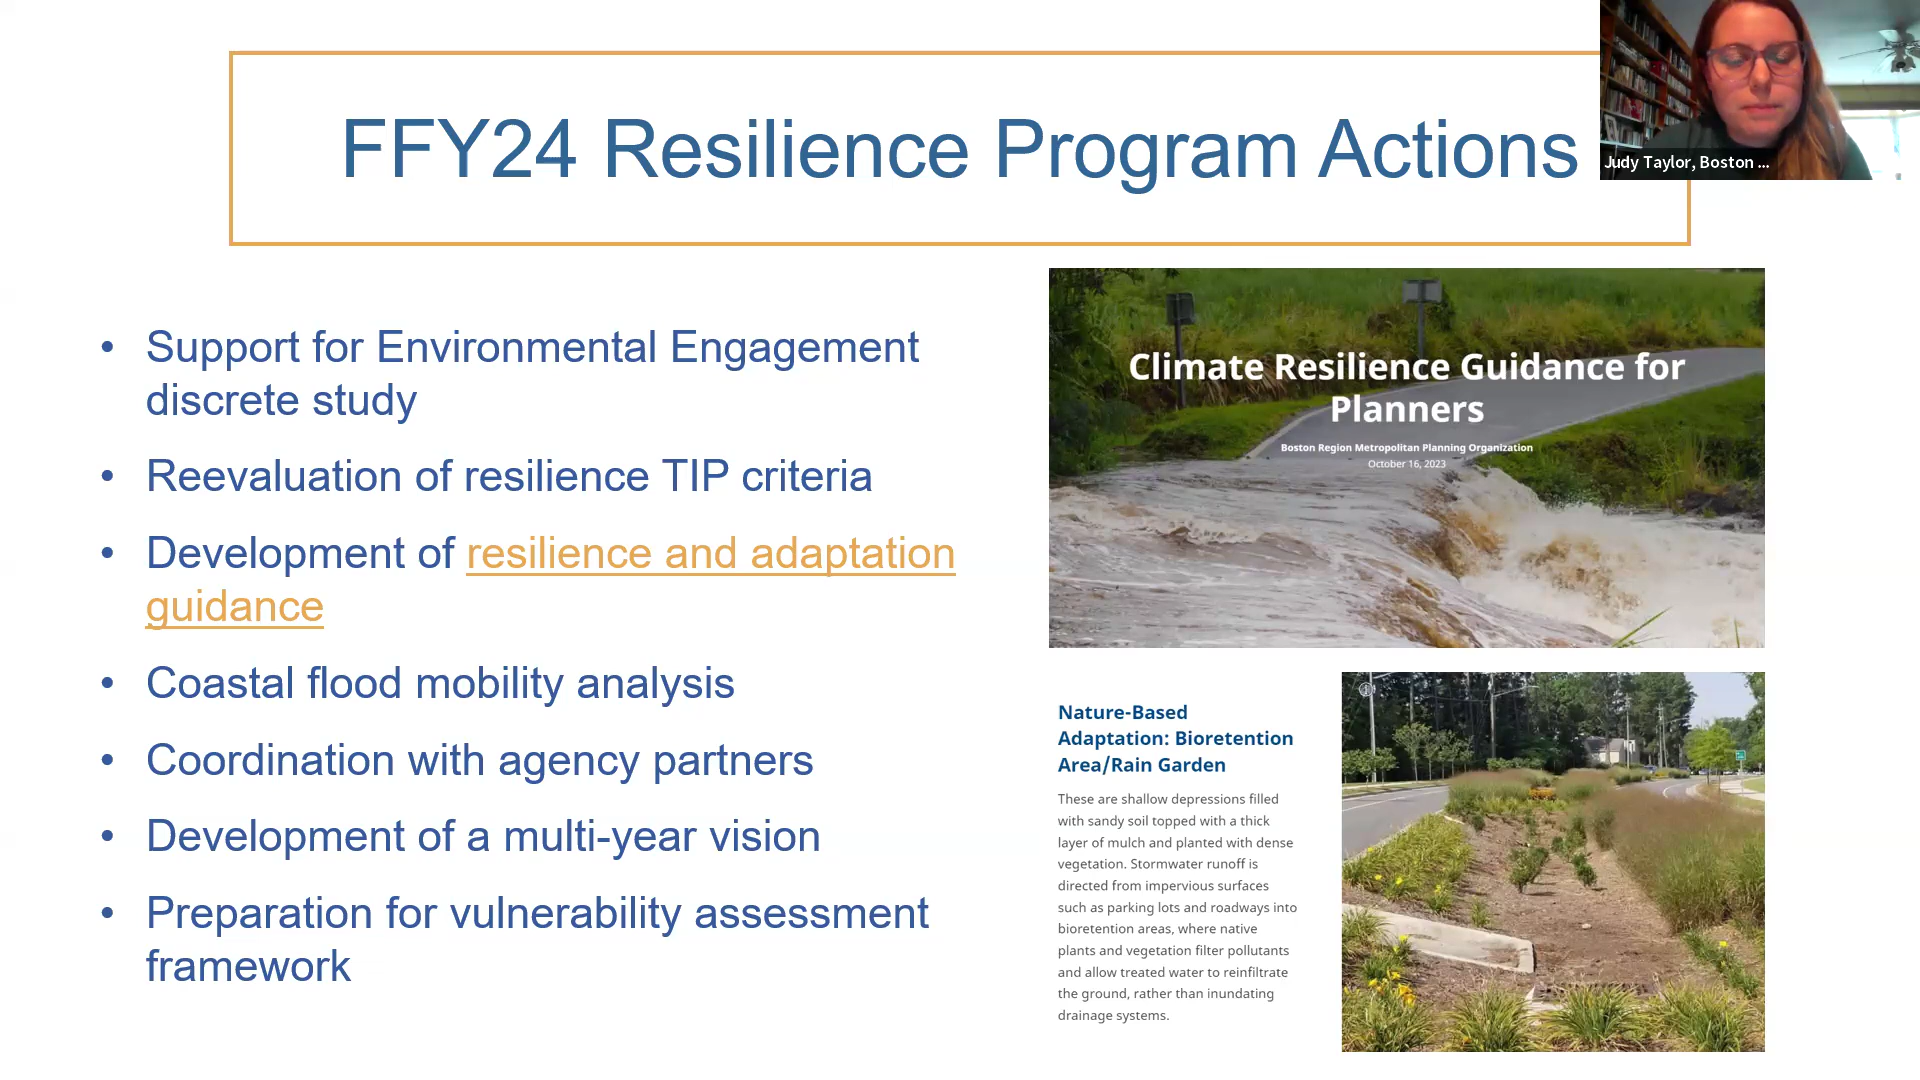 FFY24 Resilience Program Actions
Judy Taylor, Boston ...
• Support for Environmental Engagement
discrete study
• Reevaluation of resilience TIP criteria
• Development of resilience and adaptation
guidance
• Coastal flood mobility analysis
• Coordination with agency partners
• Development of a multi-year vision
• Preparation for vulnerability assessment
framework
Climate Resilience Guidance for
Planners
Boston Region Metropolitan Planning Organization
October 16, 2023
Nature-Based
Adaptation: Bioretention
Area/Rain Garden
These are shallow depressions filled
with sandy soil topped with a thick
layer of mulch and planted with dense
vegetation. Stormwater runoff is
directed from impervious surfaces
such as parking lots and roadways into
bioretention areas, where native
plants and vegetation filter pollutants
and allow treated water to reinfiltrate
the ground, rather than inundating
drainage systems.